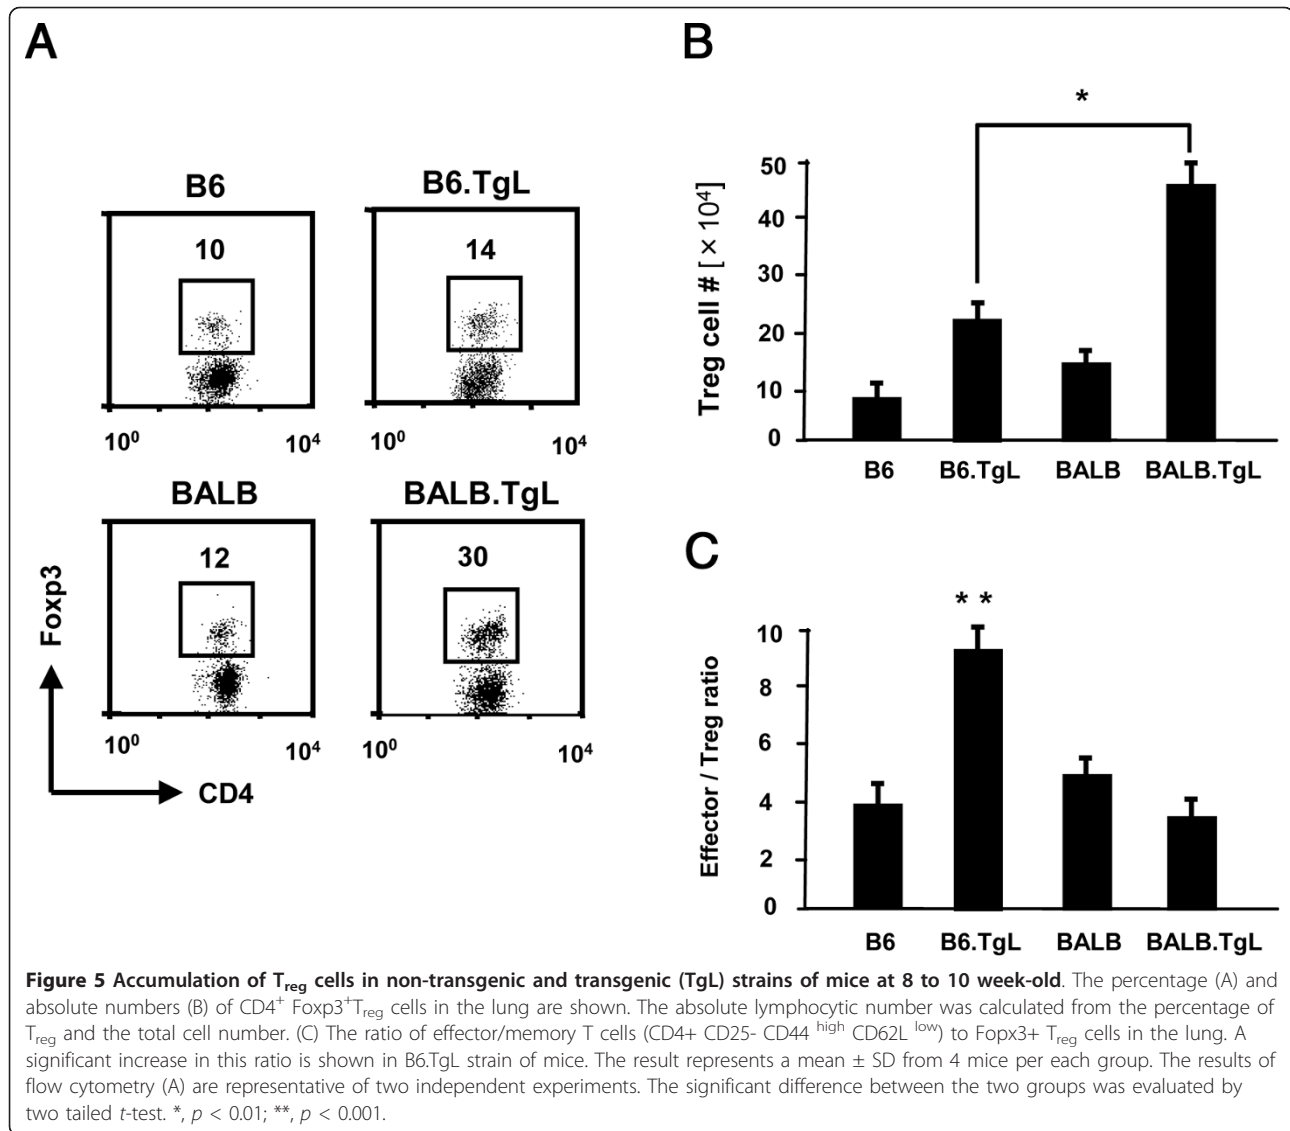 A
B6
10
10⁰ 10⁴
B6.TgL
14
10⁰ 10⁴
BALB
12
10⁰ 10⁴
BALB.TgL
30
10⁰ 10⁴
Foxp3
CD4
B
*
Treg cell # [ × 10⁴]
50
40
30
20
10
0
B6 B6.TgL BALB BALB.TgL
C
* *
Effector / Treg ratio
10
8
6
4
2
0
B6 B6.TgL BALB BALB.TgL
Figure 5 Accumulation of Treg cells in non-transgenic and transgenic (TgL) strains of mice at 8 to 10 week-old. The percentage (A) and
absolute numbers (B) of CD4⁺ Foxp3⁺Treg cells in the lung are shown. The absolute lymphocytic number was calculated from the percentage of
Treg and the total cell number. (C) The ratio of effector/memory T cells (CD4+ CD25- CD44 high CD62L low) to Fopx3+ Treg cells in the lung. A
significant increase in this ratio is shown in B6.TgL strain of mice. The result represents a mean ± SD from 4 mice per each group. The results of
flow cytometry (A) are representative of two independent experiments. The significant difference between the two groups was evaluated by
two tailed t-test. *, p < 0.01; **, p < 0.001.